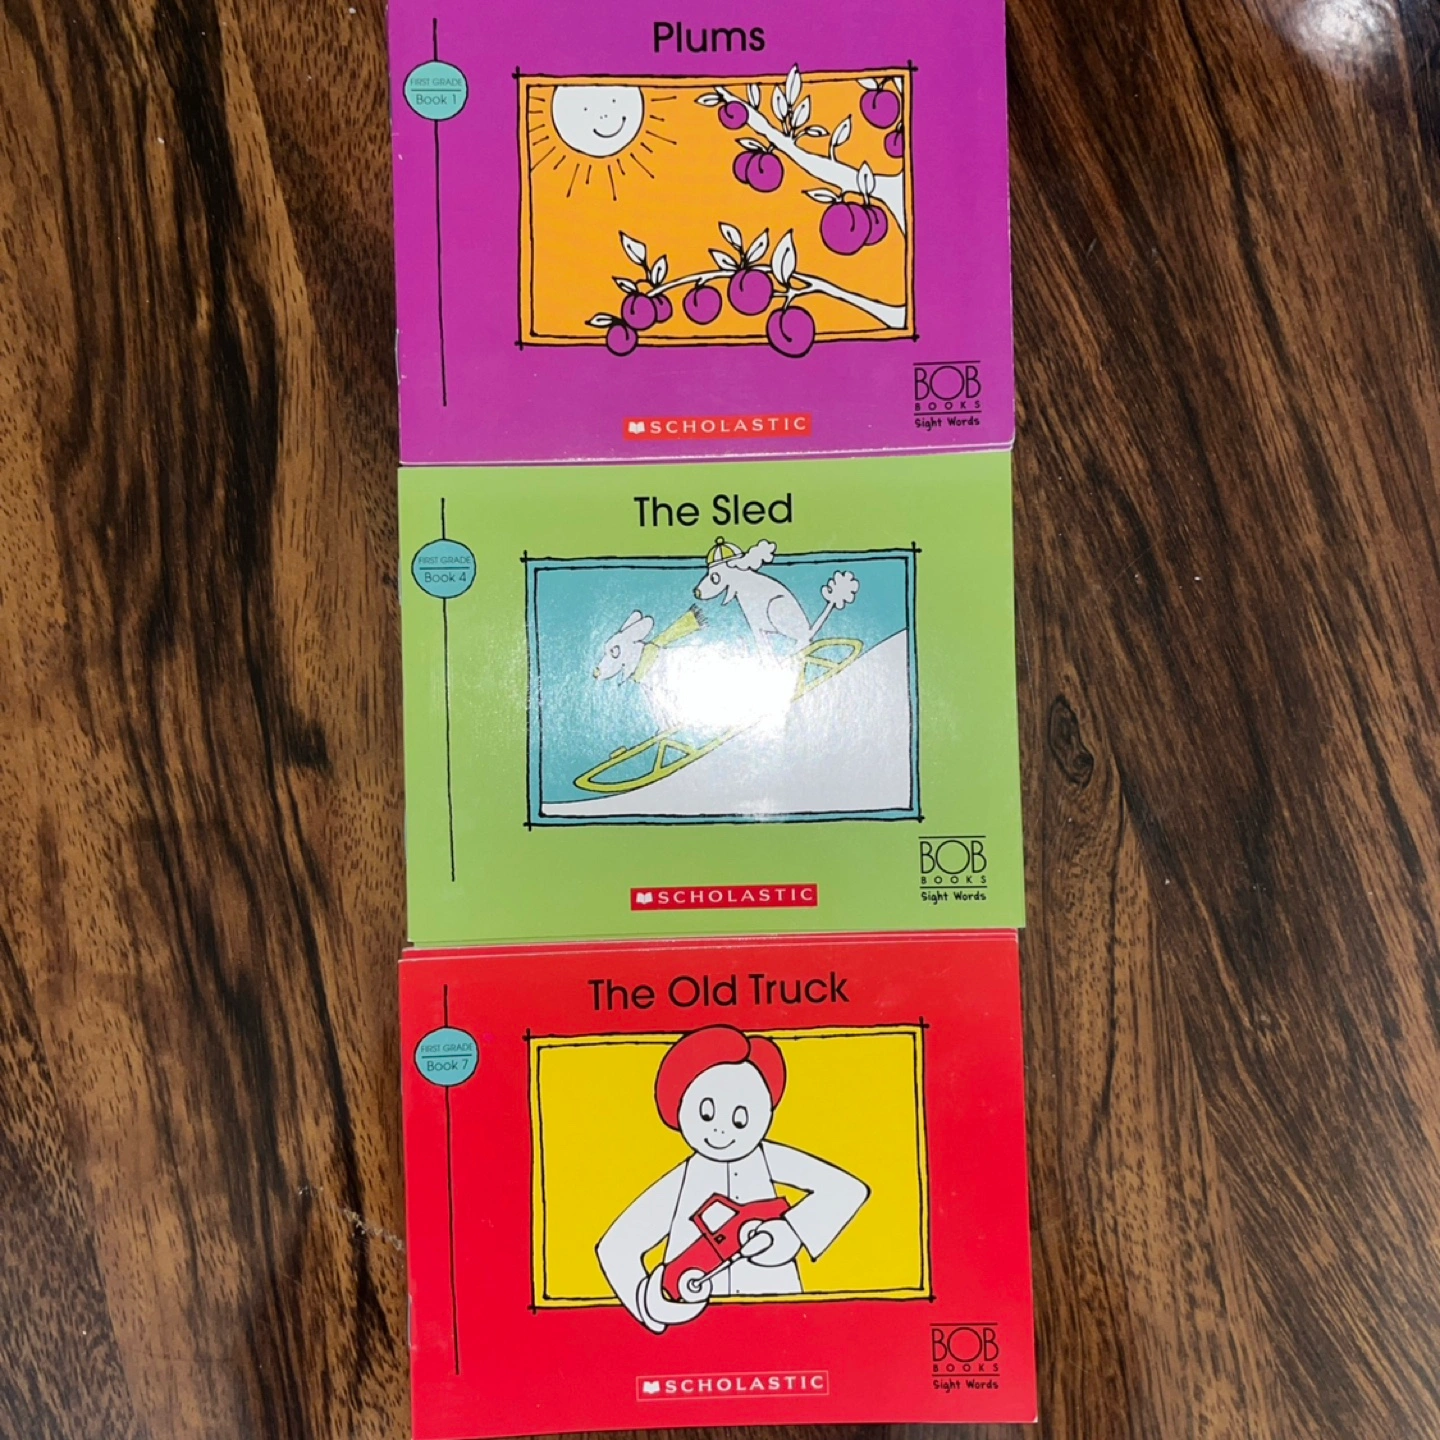 Plums
FIRST GRADE
Book 1
BOB
BOOKS
Sight Words
SCHOLASTIC
The Sled
FIRST GRADE
Book 4
BOB
BOOKS
Sight Words
SCHOLASTIC
The Old Truck
FIRST GRADE
Book 7
BOB
BOOKS
Sight Words
SCHOLASTIC